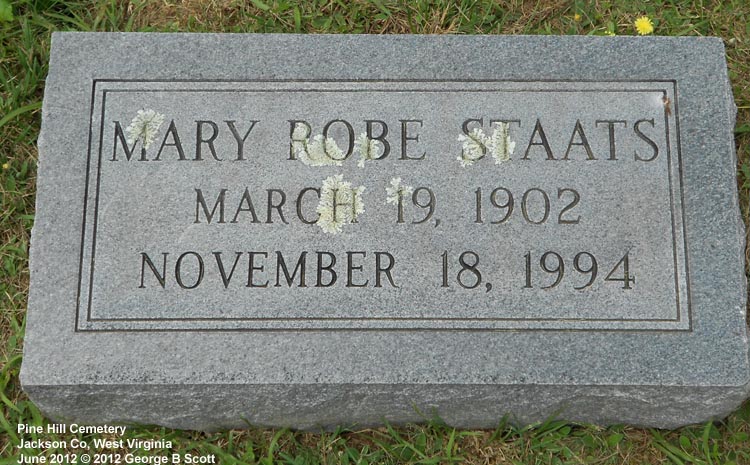 MARY ROBE STAATS
MARCH 19, 1902
NOVEMBER 18, 1994
Pine Hill Cemetery
Jackson Co, West Virginia
June 2012 © 2012 George B Scott